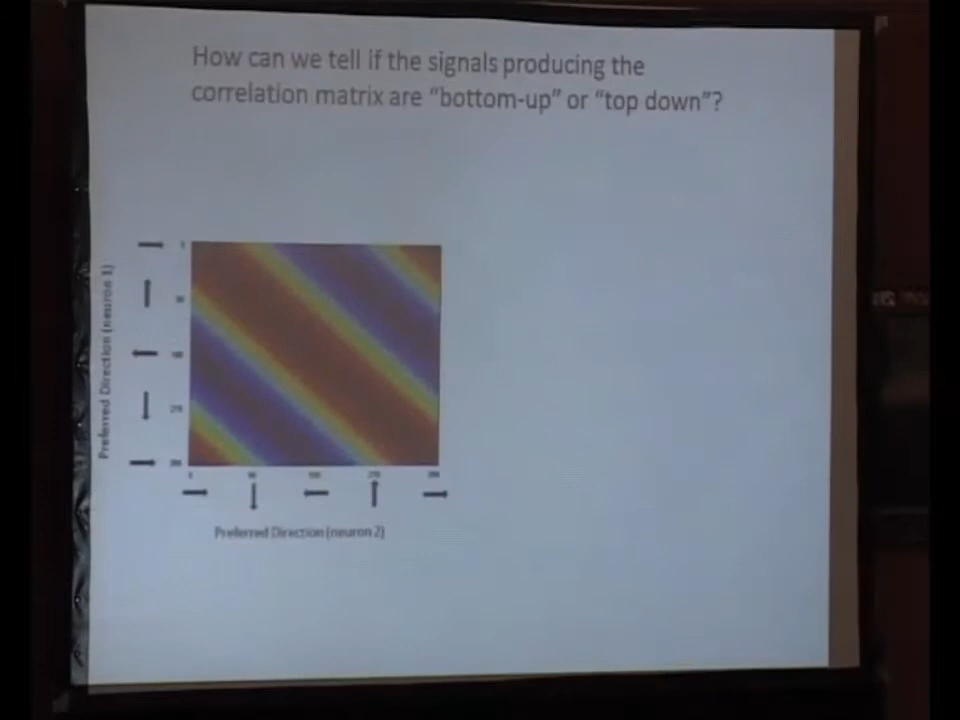 How can we tell if the signals producing the
correlation matrix are “bottom-up” or “top down”?
Preferred Direction (neuron 1)
Preferred Direction (neuron 2)